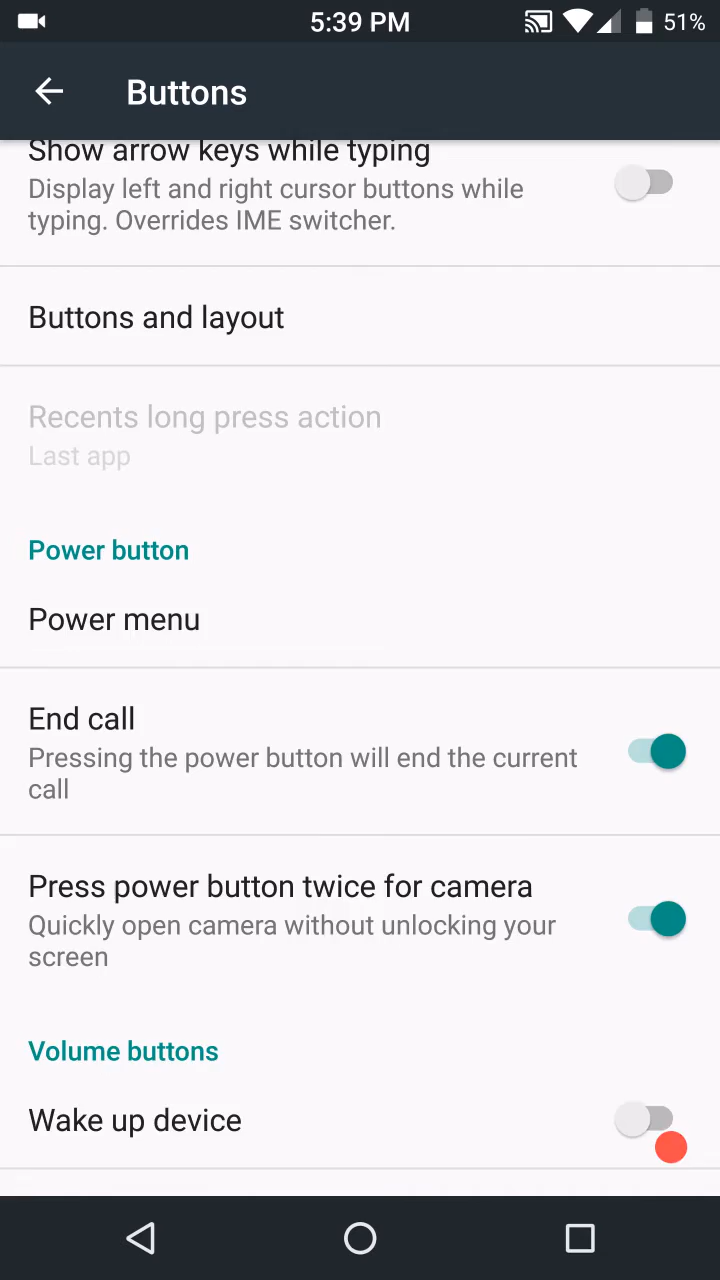 5:39 PM
51%
Buttons
Show arrow keys while typing
Display left and right cursor buttons while
typing. Overrides IME switcher.
Buttons and layout
Recents long press action
Last app
Power button
Power menu
End call
Pressing the power button will end the current
call
Press power button twice for camera
Quickly open camera without unlocking your
screen
Volume buttons
Wake up device